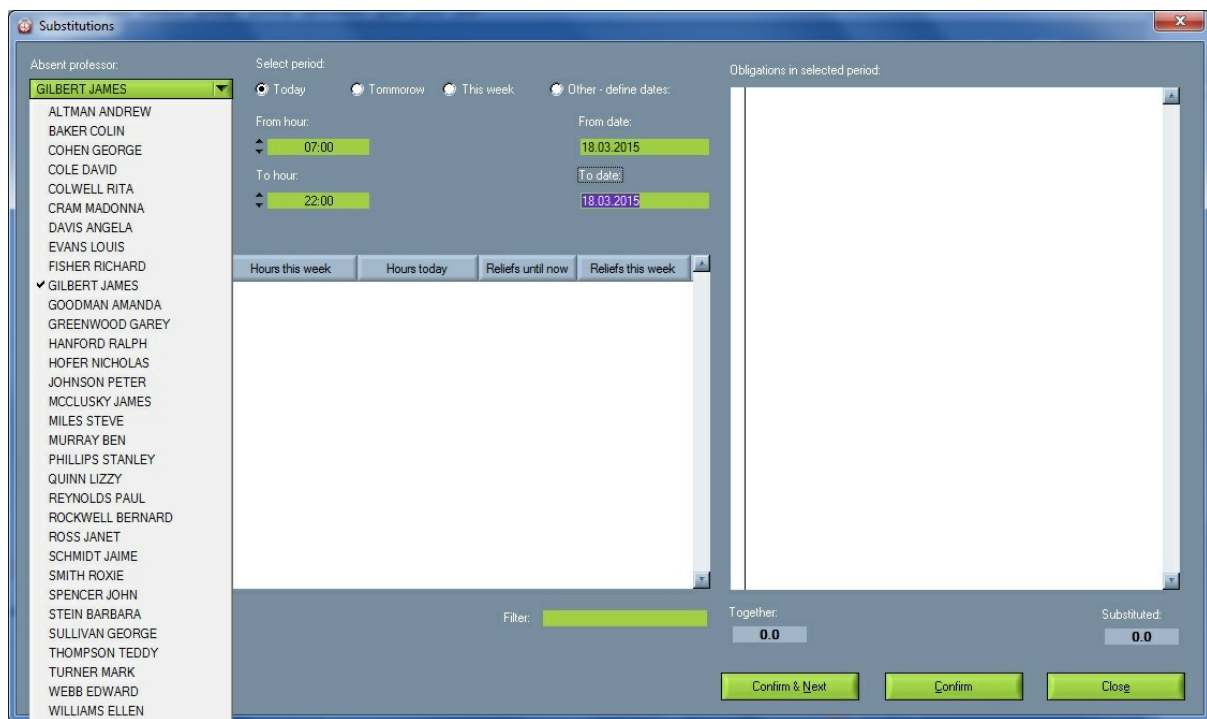 Substitutions
Absent professor:
GILBERT JAMES
ALTMAN ANDREW
BAKER COLIN
COHEN GEORGE
COLE DAVID
COLWELL RITA
CRAM MADONNA
DAVIS ANGELA
EVANS LOUIS
FISHER RICHARD
GILBERT JAMES
GOODMAN AMANDA
GREENWOOD GAREY
HANFORD RALPH
HOFER NICHOLAS
JOHNSON PETER
MCCLUSKY JAMES
MILES STEVE
MURRAY BEN
PHILLIPS STANLEY
QUINN LIZZY
REYNOLDS PAUL
ROCKWELL BERNARD
ROSS JANET
SCHMIDT JAIME
SMITH ROXIE
SPENCER JOHN
STEIN BARBARA
SULLIVAN GEORGE
THOMPSON TEDDY
TURNER MARK
WEBB EDWARD
WILLIAMS ELLEN
Select period:
Today Tommorow This week Other - define dates:
From hour: From date:
07:00 18.03.2015
To hour: To date:
22:00 18.03.2015
Hours this week Hours today Reliefs until now Reliefs this week
Filter:
Obligations in selected period:
Together: Substituted:
0.0 0.0
Confirm & Next Confirm Close